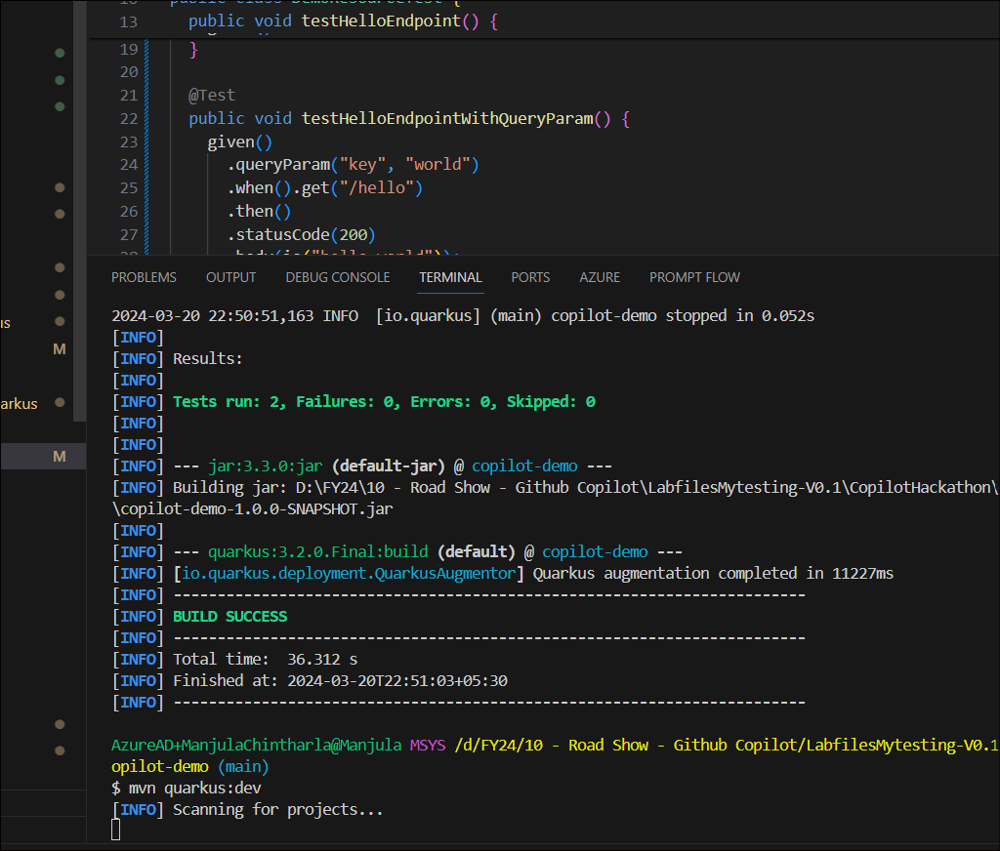 public class DemoResourceTest {
13 public void testHelloEndpoint() {
19 }
20
21 @Test
22 public void testHelloEndpointWithQueryParam() {
23 given()
24 .queryParam("key", "world")
25 .when().get("/hello")
26 .then()
27 .statusCode(200)
28 .body(is("hello world"));
us
M
arkus
M
PROBLEMS OUTPUT DEBUG CONSOLE TERMINAL PORTS AZURE PROMPT FLOW
2024-03-20 22:50:51,163 INFO [io.quarkus] (main) copilot-demo stopped in 0.052s
[INFO]
[INFO] Results:
[INFO]
[INFO] Tests run: 2, Failures: 0, Errors: 0, Skipped: 0
[INFO]
[INFO]
[INFO] --- jar:3.3.0:jar (default-jar) @ copilot-demo ---
[INFO] Building jar: D:\FY24\10 - Road Show - Github Copilot\LabfilesMytesting-V0.1\CopilotHackathon\
\copilot-demo-1.0.0-SNAPSHOT.jar
[INFO]
[INFO] --- quarkus:3.2.0.Final:build (default) @ copilot-demo ---
[INFO] [io.quarkus.deployment.QuarkusAugmentor] Quarkus augmentation completed in 11227ms
[INFO] ------------------------------------------------------------------------
[INFO] BUILD SUCCESS
[INFO] ------------------------------------------------------------------------
[INFO] Total time:  36.312 s
[INFO] Finished at: 2024-03-20T22:51:03+05:30
[INFO] ------------------------------------------------------------------------
AzureAD+ManjulaChintharla@Manjula MSYS /d/FY24/10 - Road Show - Github Copilot/LabfilesMytesting-V0.1
opilot-demo (main)
$ mvn quarkus:dev
[INFO] Scanning for projects...